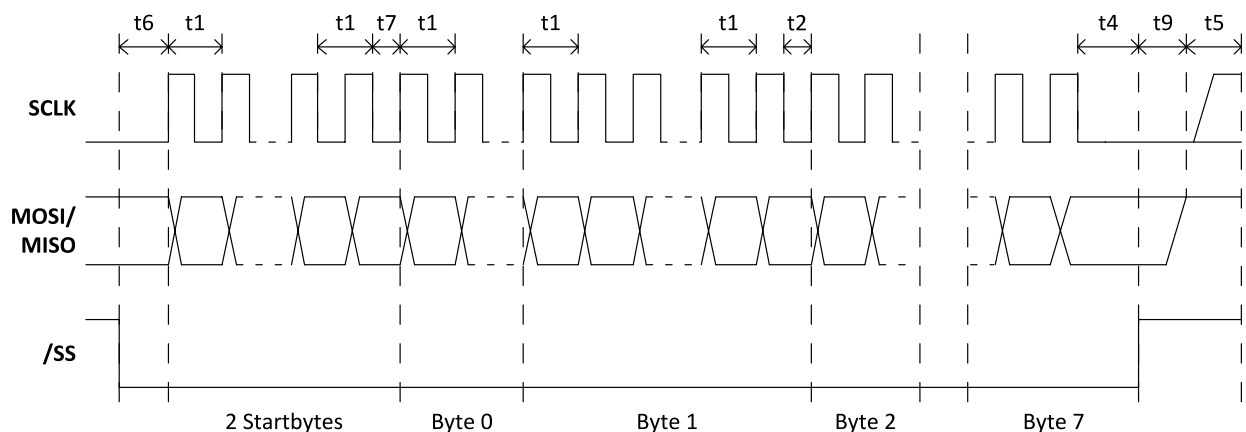 t6 t1 t1 t7 t1 t1 t1 t2 t4 t9 t5
SCLK
MOSI/
MISO
/SS
2 Startbytes Byte 0 Byte 1 Byte 2 Byte 7